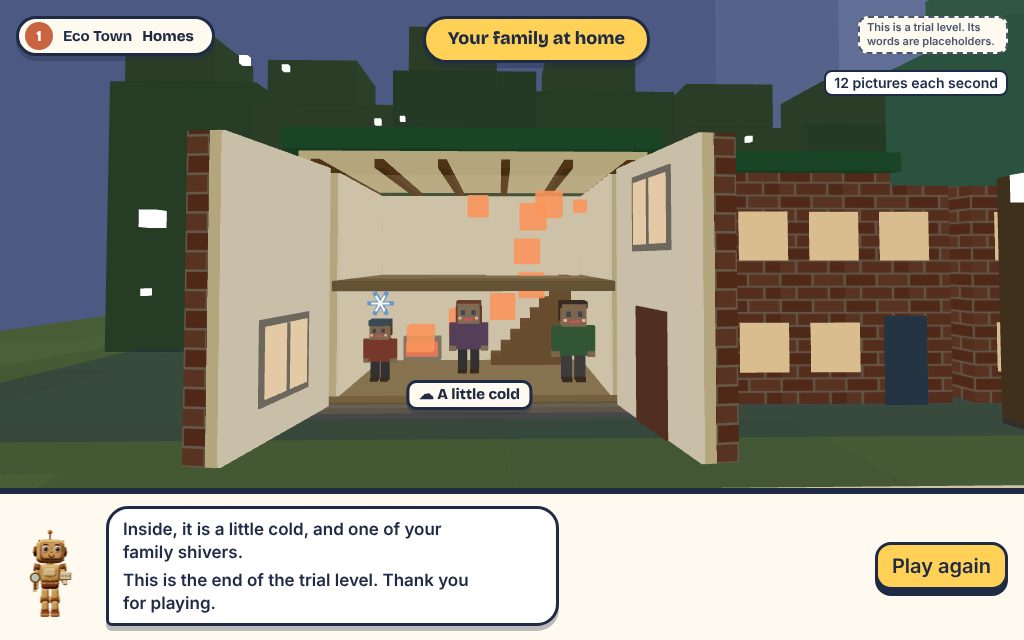 1 Eco Town Homes
Your family at home
This is a trial level. Its
words are placeholders.
12 pictures each second
A little cold
Inside, it is a little cold, and one of your
family shivers.
This is the end of the trial level. Thank you
for playing.
Play again